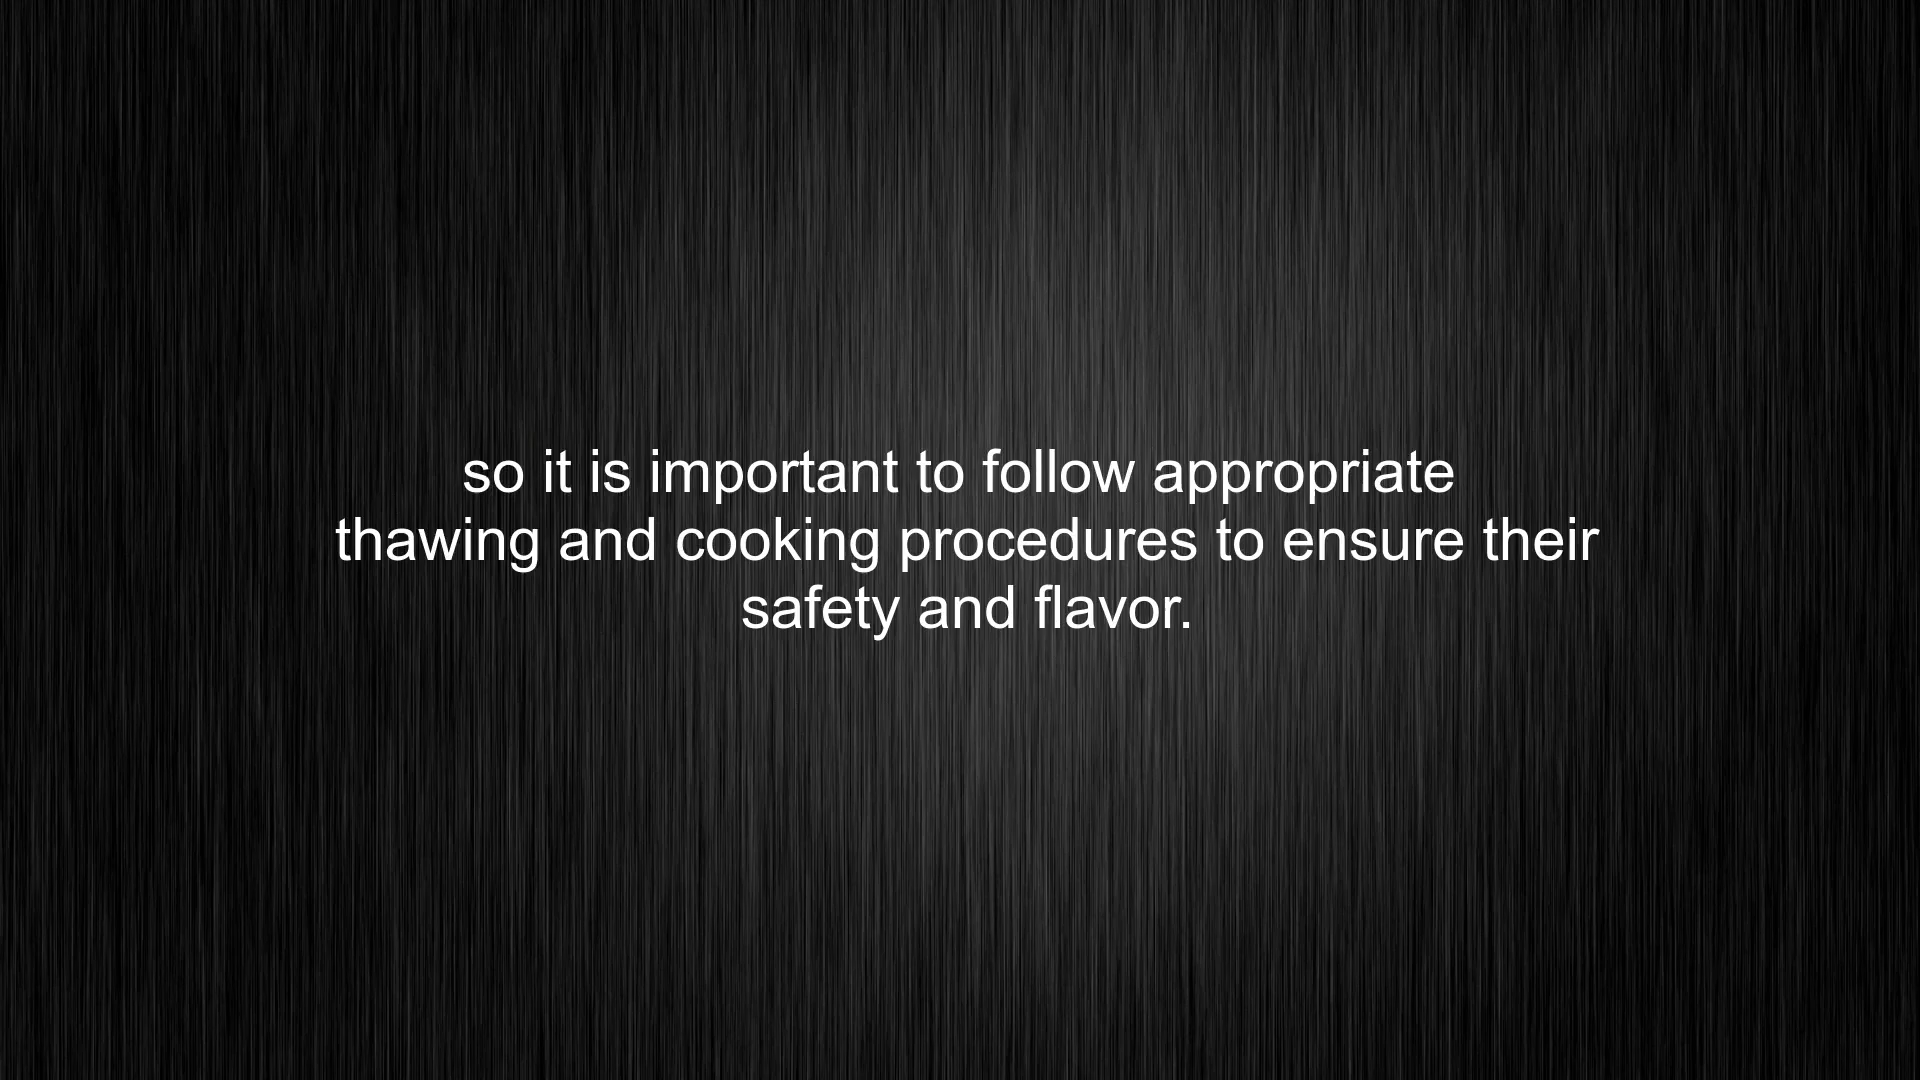 so it is important to follow appropriate
thawing and cooking procedures to ensure their
safety and flavor.